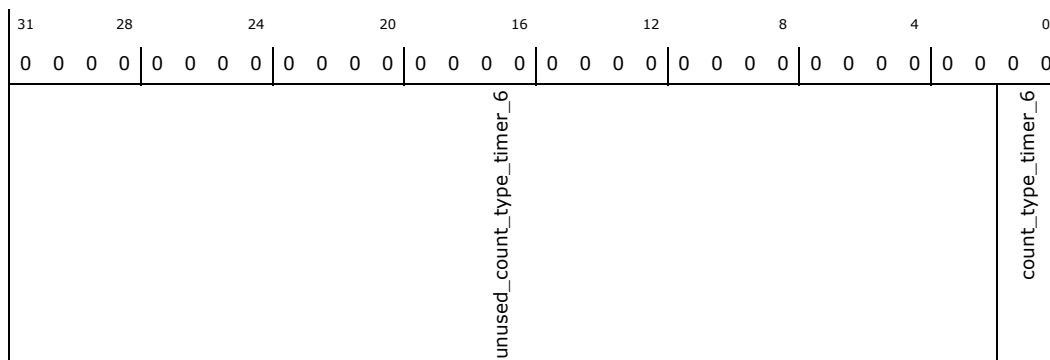 31 28 24 20 16 12 8 4 0
0 0 0 0 0 0 0 0 0 0 0 0 0 0 0 0 0 0 0 0 0 0 0 0 0 0 0 0 0 0 0 0
unused_count_type_timer_6
count_type_timer_6